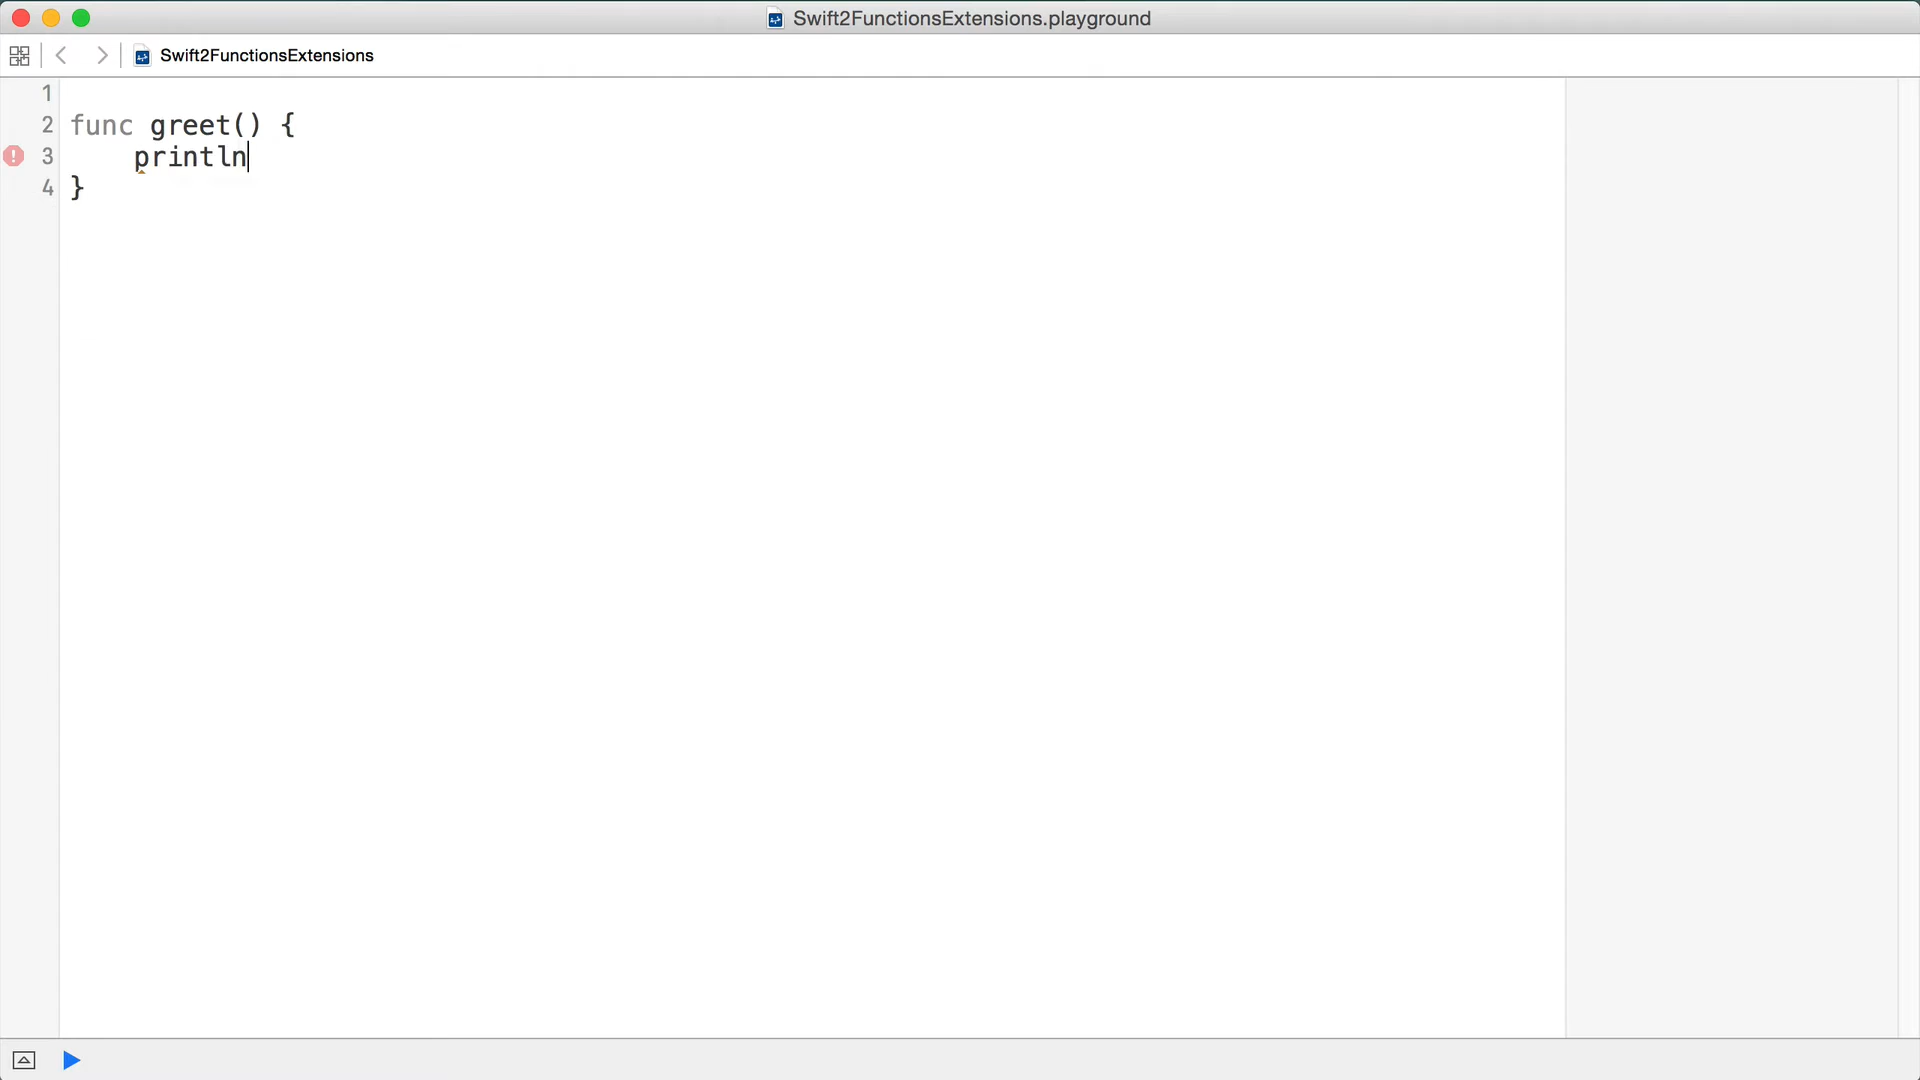 Swift2FunctionsExtensions.playground
Swift2FunctionsExtensions
1
2 func greet() {
3 println
4 }